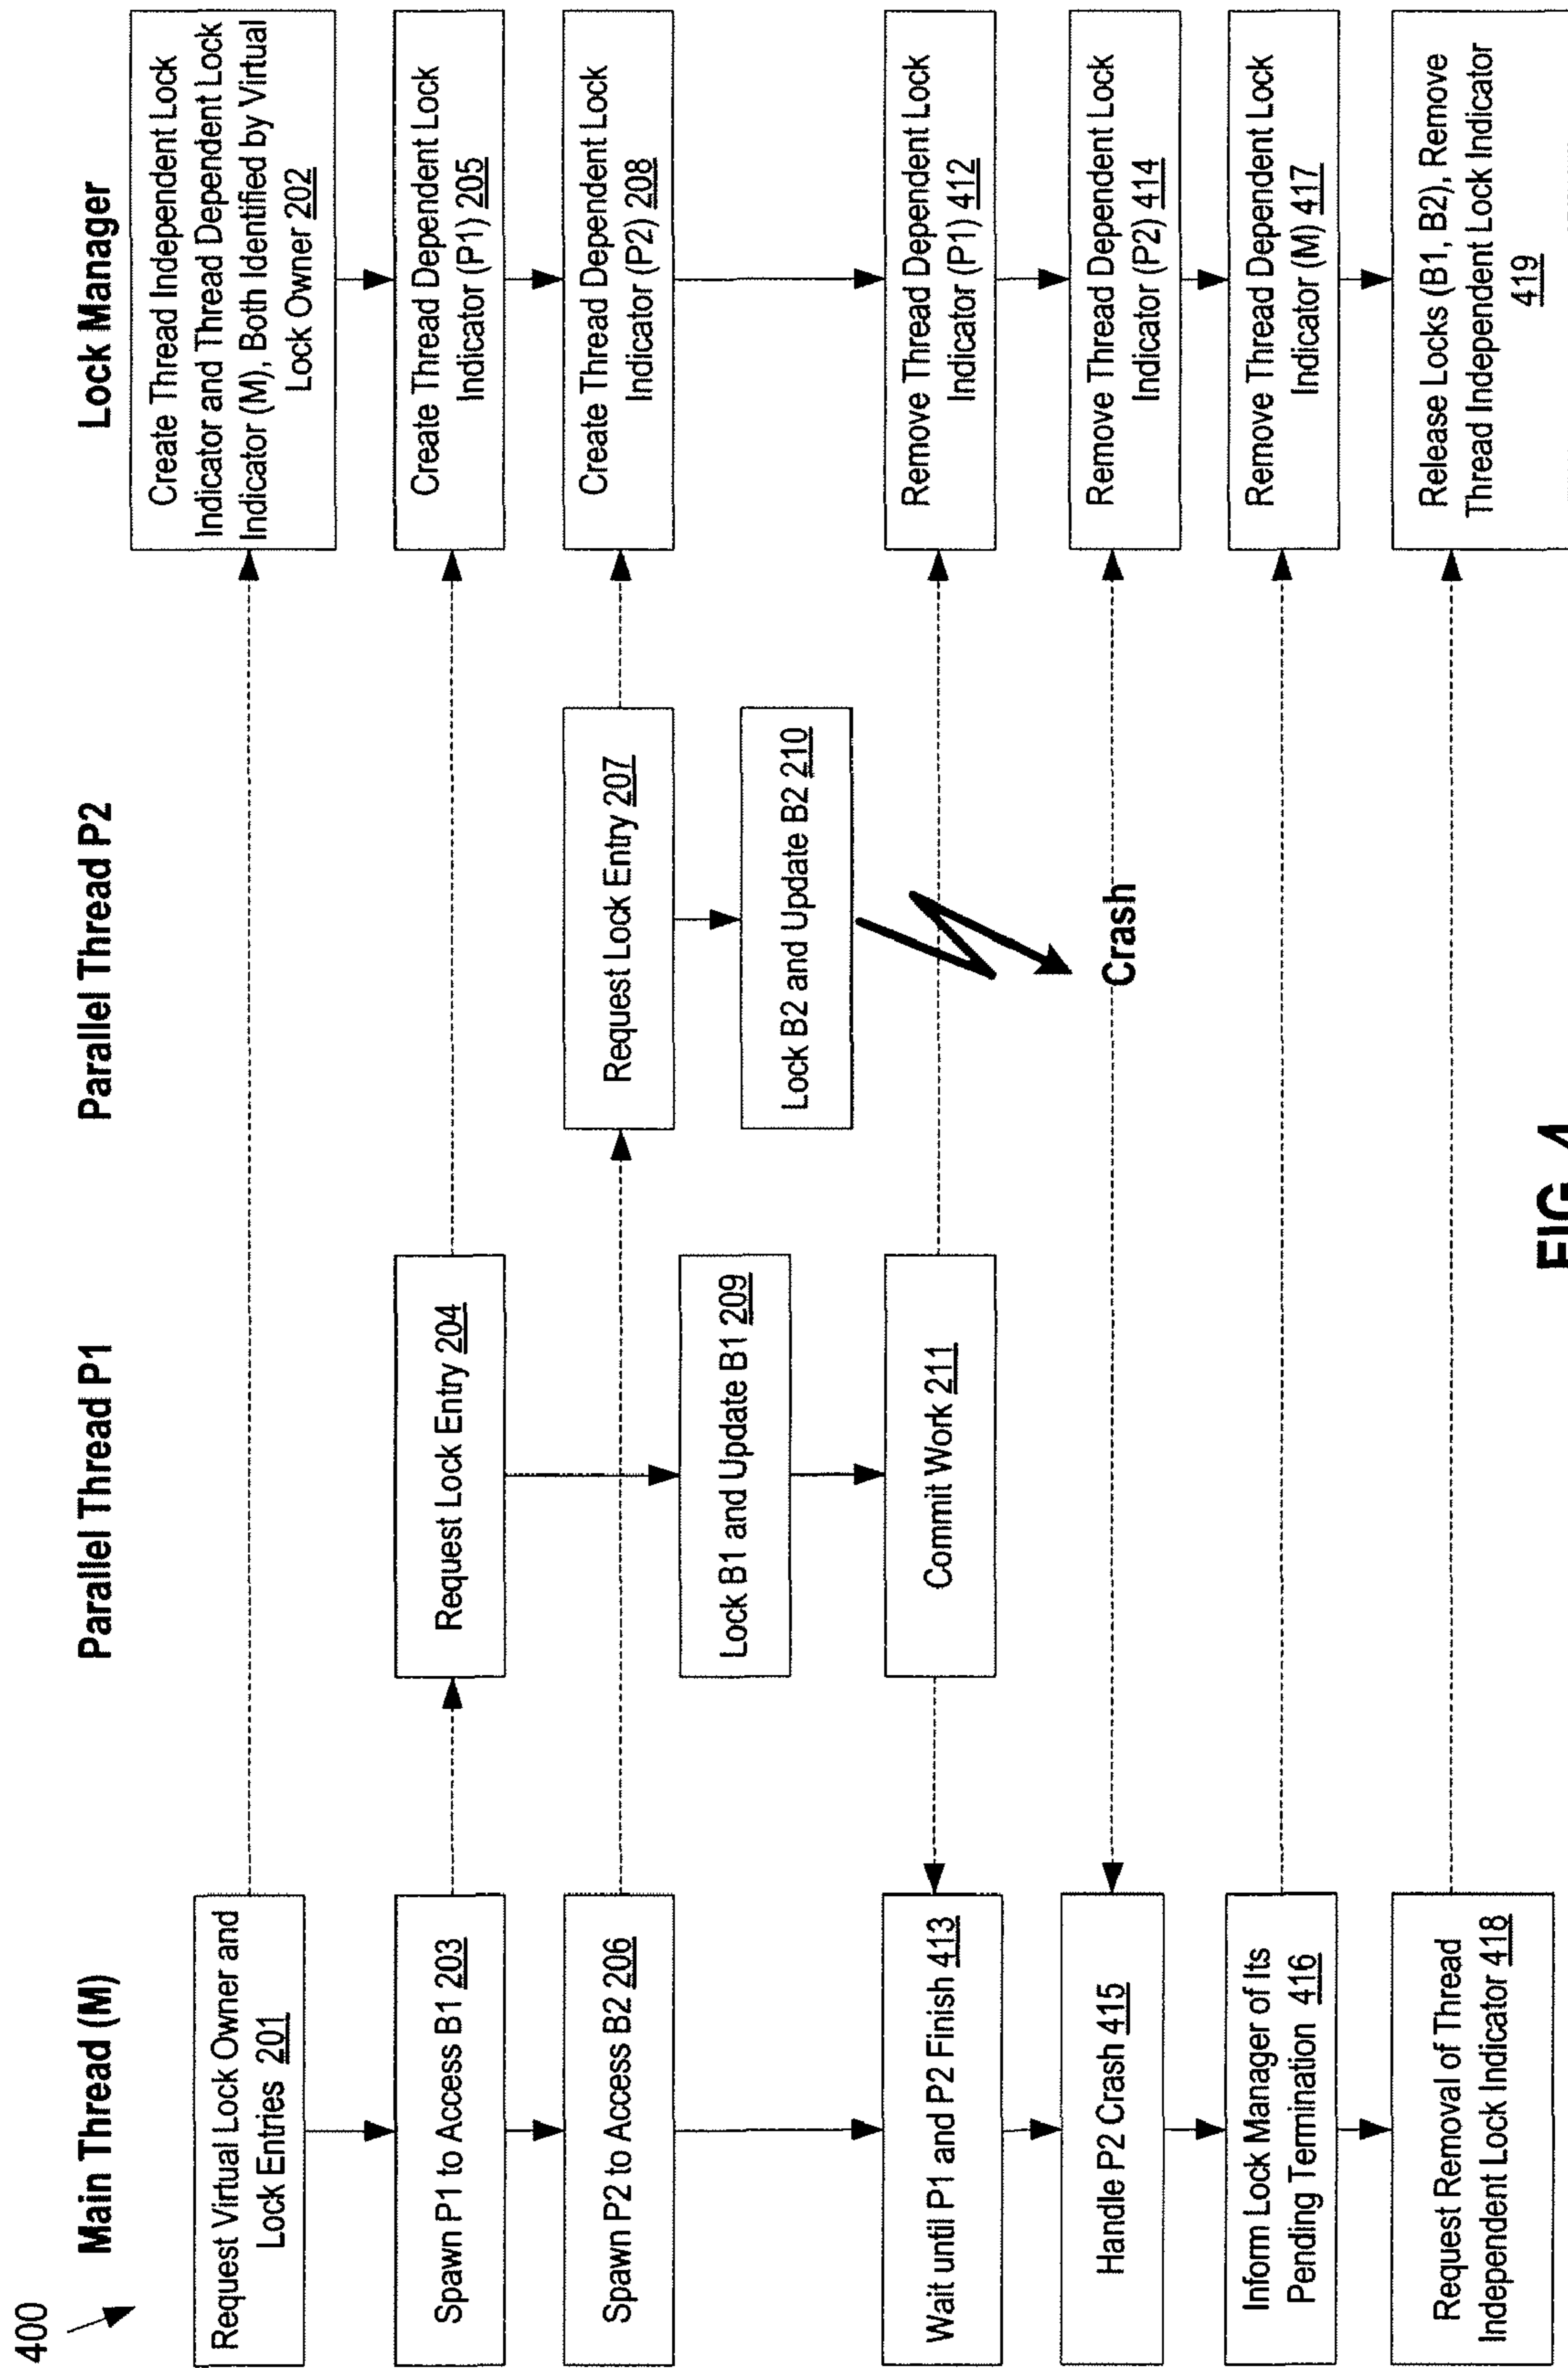 400
Main Thread (M)
Parallel Thread P1
Parallel Thread P2
Lock Manager
Request Virtual Lock Owner and
Lock Entries 201
Create Thread Independent Lock
Indicator and Thread Dependent Lock
Indicator (M), Both Identified by Virtual
Lock Owner 202
Spawn P1 to Access B1 203
Request Lock Entry 204
Create Thread Dependent Lock
Indicator (P1) 205
Spawn P2 to Access B2 206
Request Lock Entry 207
Create Thread Dependent Lock
Indicator (P2) 208
Lock B1 and Update B1 209
Lock B2 and Update B2 210
Wait until P1 and P2 Finish 413
Commit Work 211
Remove Thread Dependent Lock
Indicator (P1) 412
Handle P2 Crash 415
Crash
Remove Thread Dependent Lock
Indicator (P2) 414
Inform Lock Manager of Its
Pending Termination 416
Remove Thread Dependent Lock
Indicator (M) 417
Request Removal of Thread
Independent Lock Indicator 418
Release Locks (B1, B2), Remove
Thread Independent Lock Indicator
419
FIG. 4